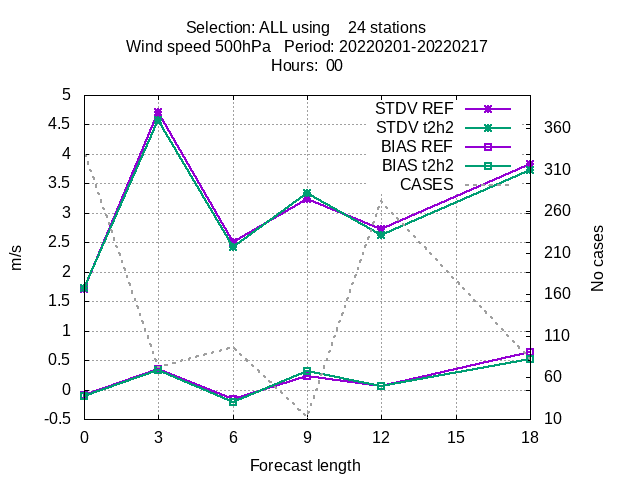 Selection: ALL using    24 stations
Wind speed 500hPa   Period: 20220201-20220217
Hours:  00
STDV REF
STDV t2h2
BIAS REF
BIAS t2h2
CASES
5
4.5
4
3.5
3
2.5
2
1.5
1
0.5
0
-0.5
m/s
360
310
260
210
160
110
60
10
No cases
0 3 6 9 12 15 18
Forecast length